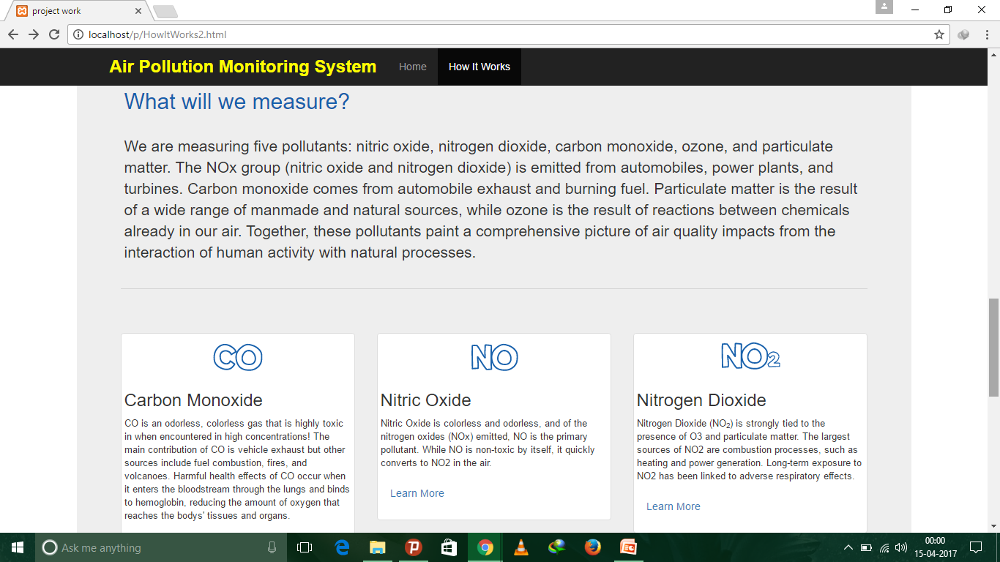 project work
localhost/p/HowItWorks2.html
Air Pollution Monitoring System
Home
How It Works
What will we measure?
We are measuring five pollutants: nitric oxide, nitrogen dioxide, carbon monoxide, ozone, and particulate
matter. The NOx group (nitric oxide and nitrogen dioxide) is emitted from automobiles, power plants, and
turbines. Carbon monoxide comes from automobile exhaust and burning fuel. Particulate matter is the result
of a wide range of manmade and natural sources, while ozone is the result of reactions between chemicals
already in our air. Together, these pollutants paint a comprehensive picture of air quality impacts from the
interaction of human activity with natural processes.
CO
Carbon Monoxide
CO is an odorless, colorless gas that is highly toxic
in when encountered in high concentrations! The
main contribution of CO is vehicle exhaust but other
sources include fuel combustion, fires, and
volcanoes. Harmful health effects of CO occur when
it enters the bloodstream through the lungs and binds
to hemoglobin, reducing the amount of oxygen that
reaches the bodys' tissues and organs.
NO
Nitric Oxide
Nitric Oxide is colorless and odorless, and of the
nitrogen oxides (NOx) emitted, NO is the primary
pollutant. While NO is non-toxic by itself, it quickly
converts to NO2 in the air.
Learn More
NO2
Nitrogen Dioxide
Nitrogen Dioxide (NO₂) is strongly tied to the
presence of O3 and particulate matter. The largest
sources of NO2 are combustion processes, such as
heating and power generation. Long-term exposure to
NO2 has been linked to adverse respiratory effects.
Learn More
Ask me anything
00:00
15-04-2017